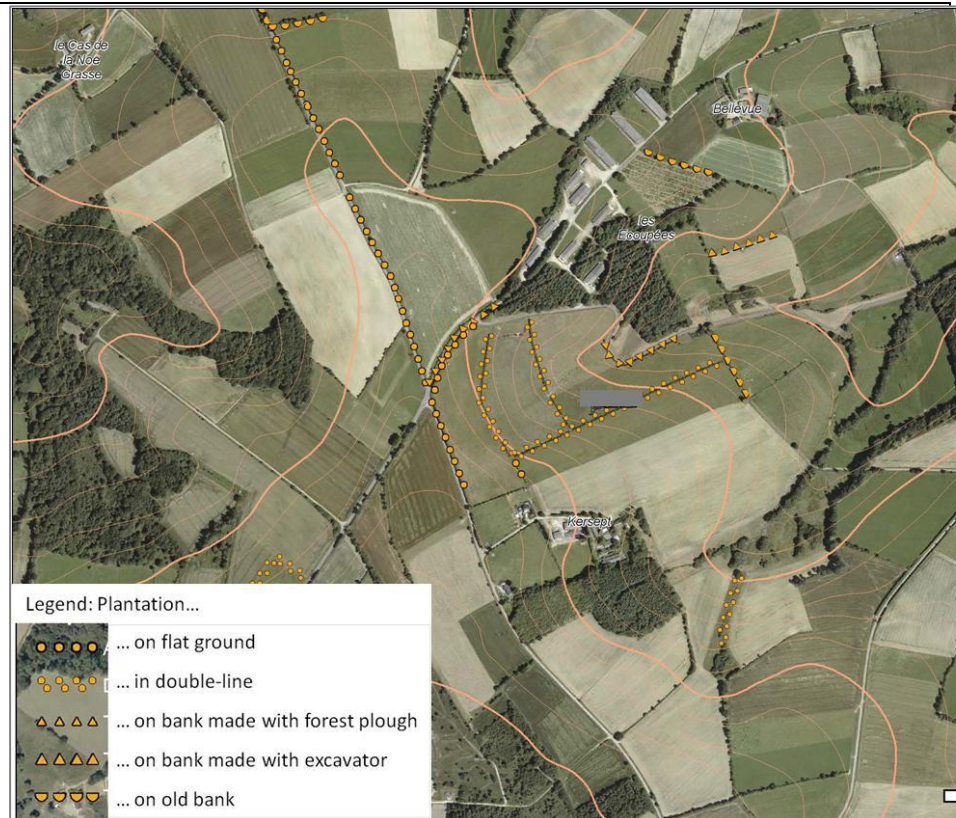 le Cas de
la Noë
Grasse
Bellevue
les
Ecoupées
Kersept
Legend: Plantation...
... on flat ground
... in double-line
... on bank made with forest plough
... on bank made with excavator
... on old bank